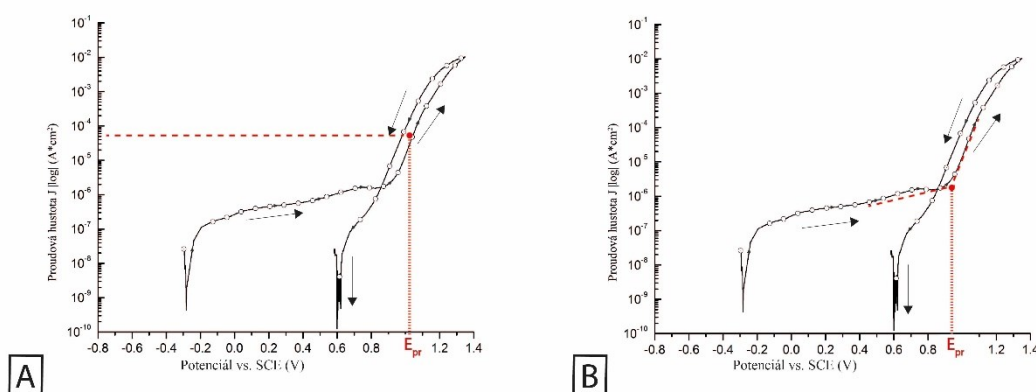 10⁻¹
10⁻²
10⁻³
10⁻⁴
10⁻⁵
10⁻⁶
10⁻⁷
10⁻⁸
10⁻⁹
10⁻¹⁰
Proudová hustota J |log| (A*cm²)
-0.8 -0.6 -0.4 -0.2 0.0 0.2 0.4 0.6 0.8 1.0 1.2 1.4
E pr
Potenciál vs. SCE (V)
A
10⁻¹
10⁻²
10⁻³
10⁻⁴
10⁻⁵
10⁻⁶
10⁻⁷
10⁻⁸
10⁻⁹
10⁻¹⁰
Proudová hustota J |log| (A*cm²)
-0.8 -0.6 -0.4 -0.2 0.0 0.2 0.4 0.6 0.8 1.0 1.2 1.4
E pr
Potenciál vs. SCE (V)
B